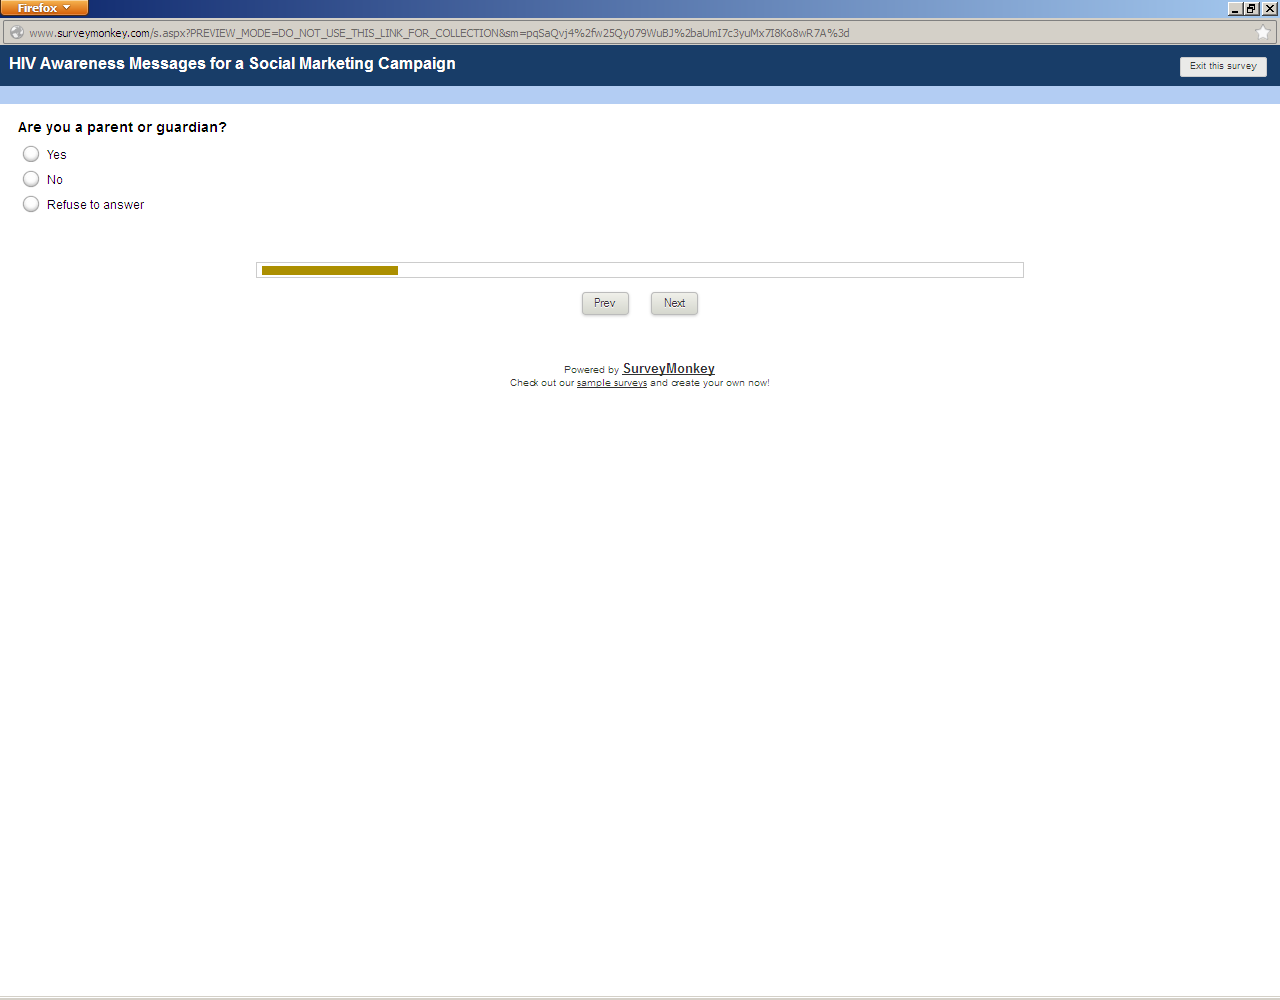 Firefox
www.surveymonkey.com/s.aspx?PREVIEW_MODE=DO_NOT_USE_THIS_LINK_FOR_COLLECTION&sm=pqSaQvj4%2fw25Qy079WuBJ%2baUmI7c3yuMx7I8Ko8wR7A%3d
HIV Awareness Messages for a Social Marketing Campaign
Exit this survey
Are you a parent or guardian?
Yes
No
Refuse to answer
Prev Next
Powered by SurveyMonkey
Check out our sample surveys and create your own now!